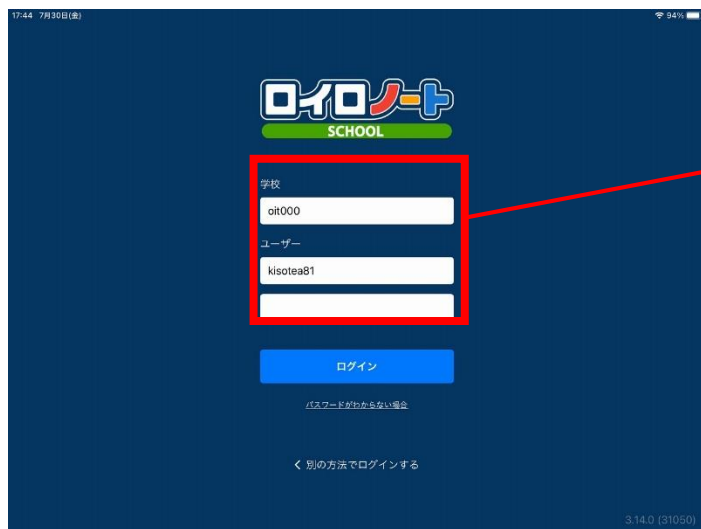 17:44 7月30日(金)
94%
ロイロノート
SCHOOL
学校
oit000
ユーザー
kisotea81
ログイン
パスワードがわからない場合
く 別の方法でログインする
3.14.0 (31050)